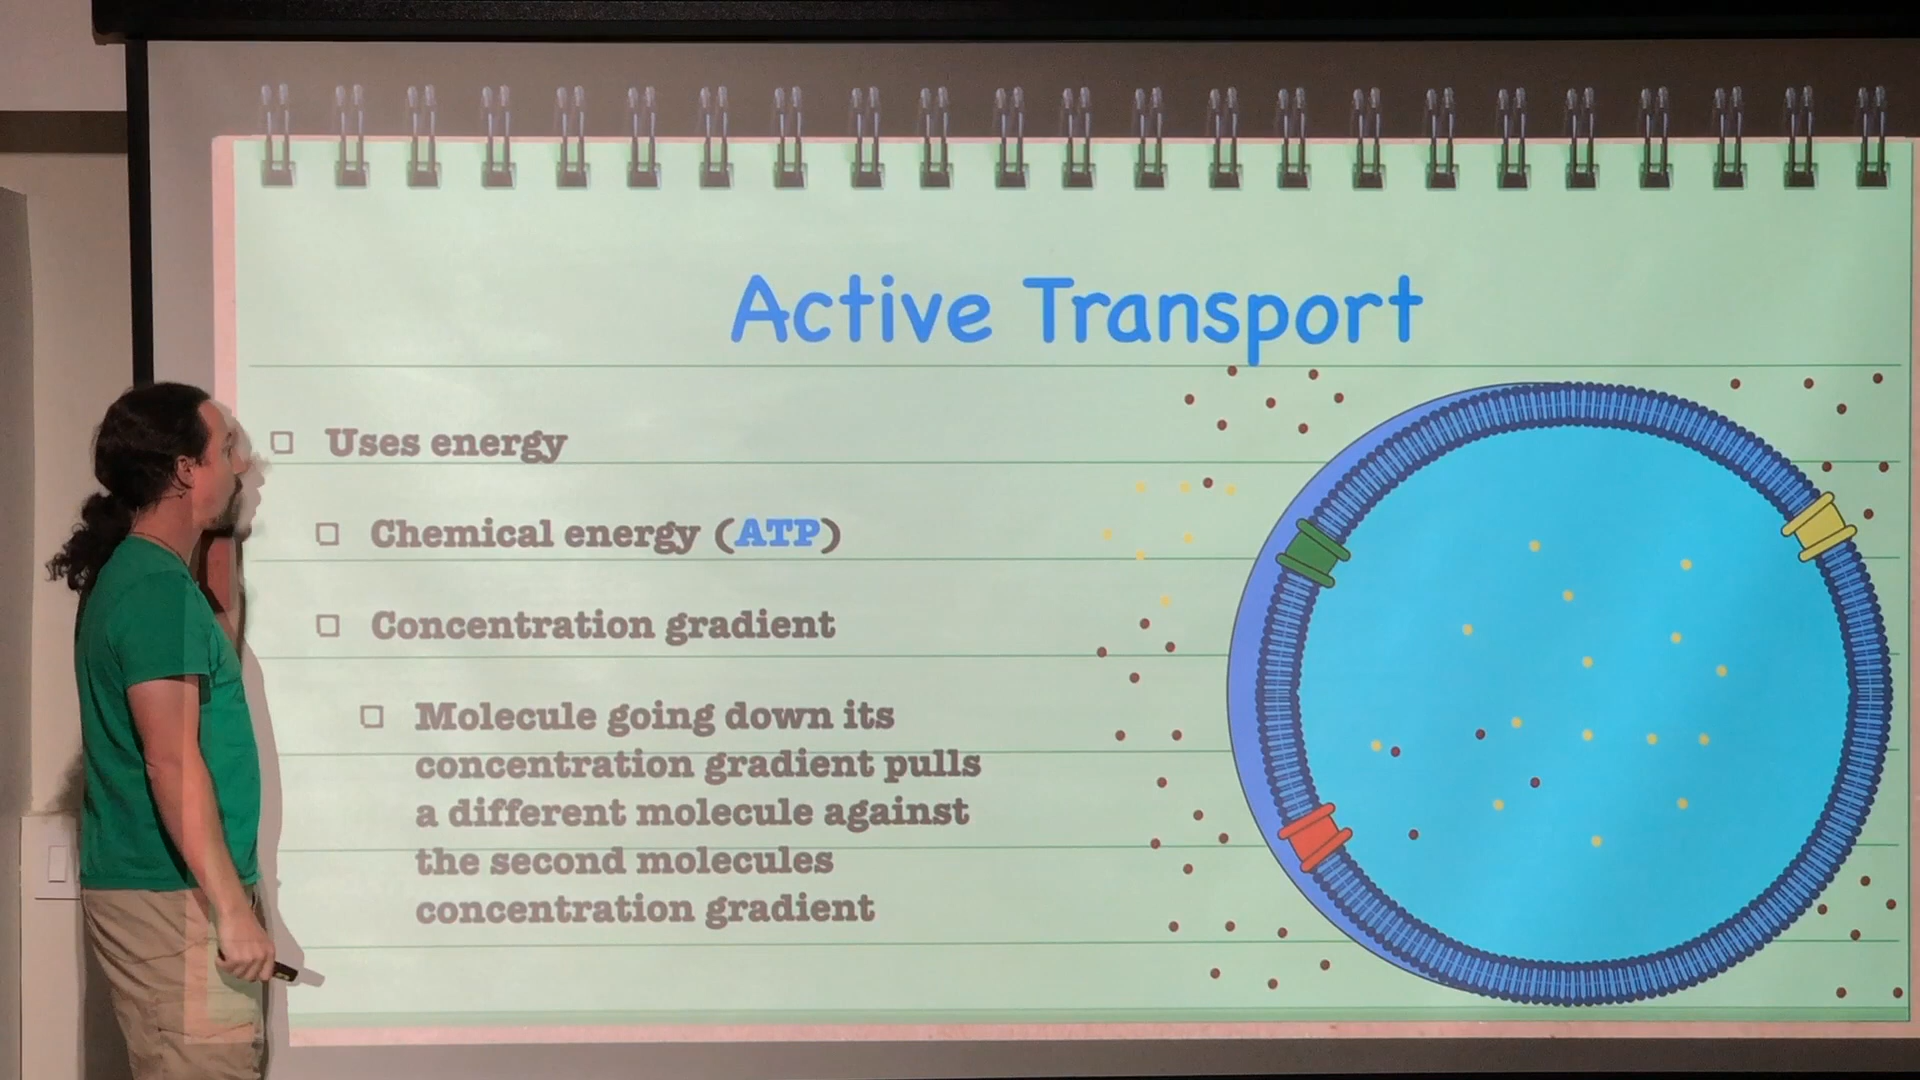 Active Transport
Uses energy
Chemical energy (ATP)
Concentration gradient
Molecule going down its
concentration gradient pulls
a different molecule against
the second molecules
concentration gradient